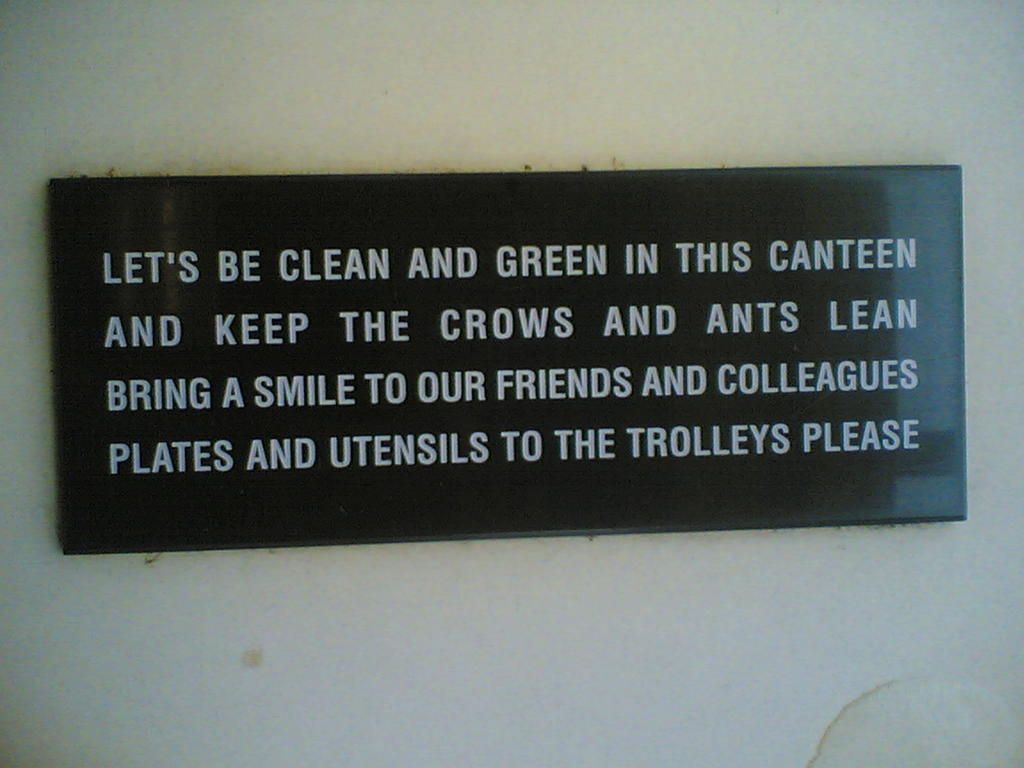 LET'S BE CLEAN AND GREEN IN THIS CANTEEN
AND KEEP THE CROWS AND ANTS LEAN
BRING A SMILE TO OUR FRIENDS AND COLLEAGUES
PLATES AND UTENSILS TO THE TROLLEYS PLEASE